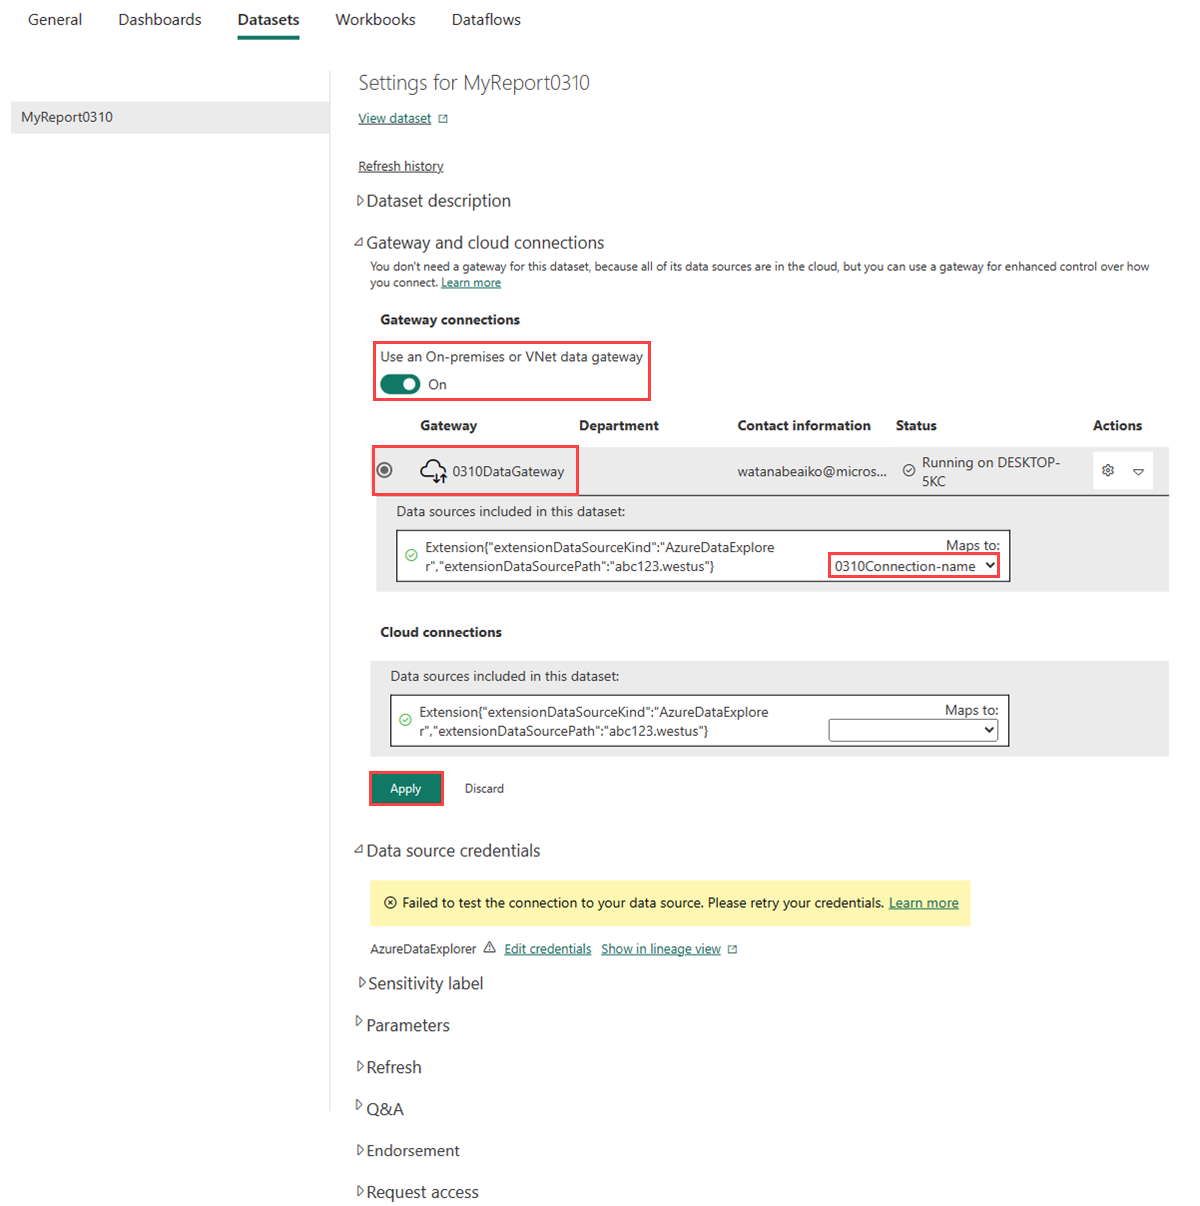 General Dashboards Datasets Workbooks Dataflows
MyReport0310
Settings for MyReport0310
View dataset
Refresh history
Dataset description
Gateway and cloud connections
You don't need a gateway for this dataset, because all of its data sources are in the cloud, but you can use a gateway for enhanced control over how
you connect. Learn more
Gateway connections
Use an On-premises or VNet data gateway
On
Gateway Department Contact information Status Actions
0310DataGateway watanabeaiko@micros... Running on DESKTOP-
5KC
Data sources included in this dataset:
Extension{"extensionDataSourceKind":"AzureDataExplore
r","extensionDataSourcePath":"abc123.westus"}
Maps to:
0310Connection-name
Cloud connections
Data sources included in this dataset:
Extension{"extensionDataSourceKind":"AzureDataExplore
r","extensionDataSourcePath":"abc123.westus"}
Maps to:
Apply Discard
Data source credentials
Failed to test the connection to your data source. Please retry your credentials. Learn more
AzureDataExplorer Edit credentials Show in lineage view
Sensitivity label
Parameters
Refresh
Q&A
Endorsement
Request access